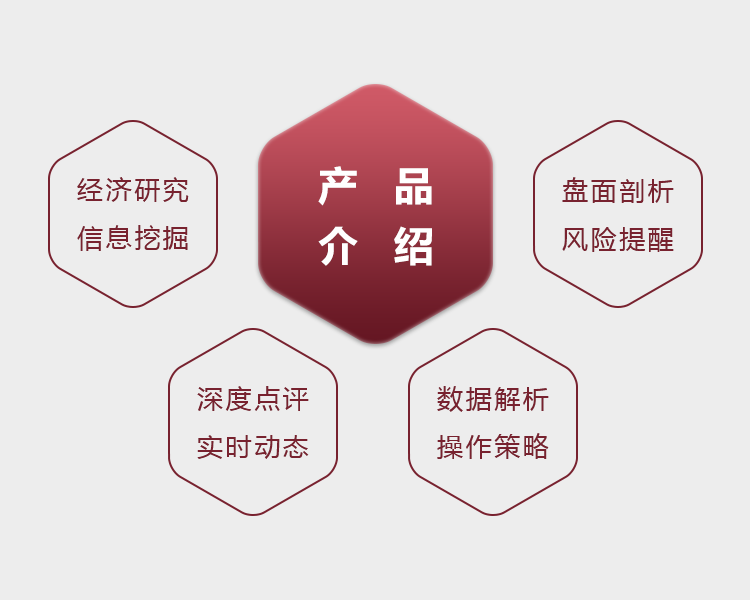 产品
介绍
经济研究
信息挖掘
盘面剖析
风险提醒
深度点评
实时动态
数据解析
操作策略